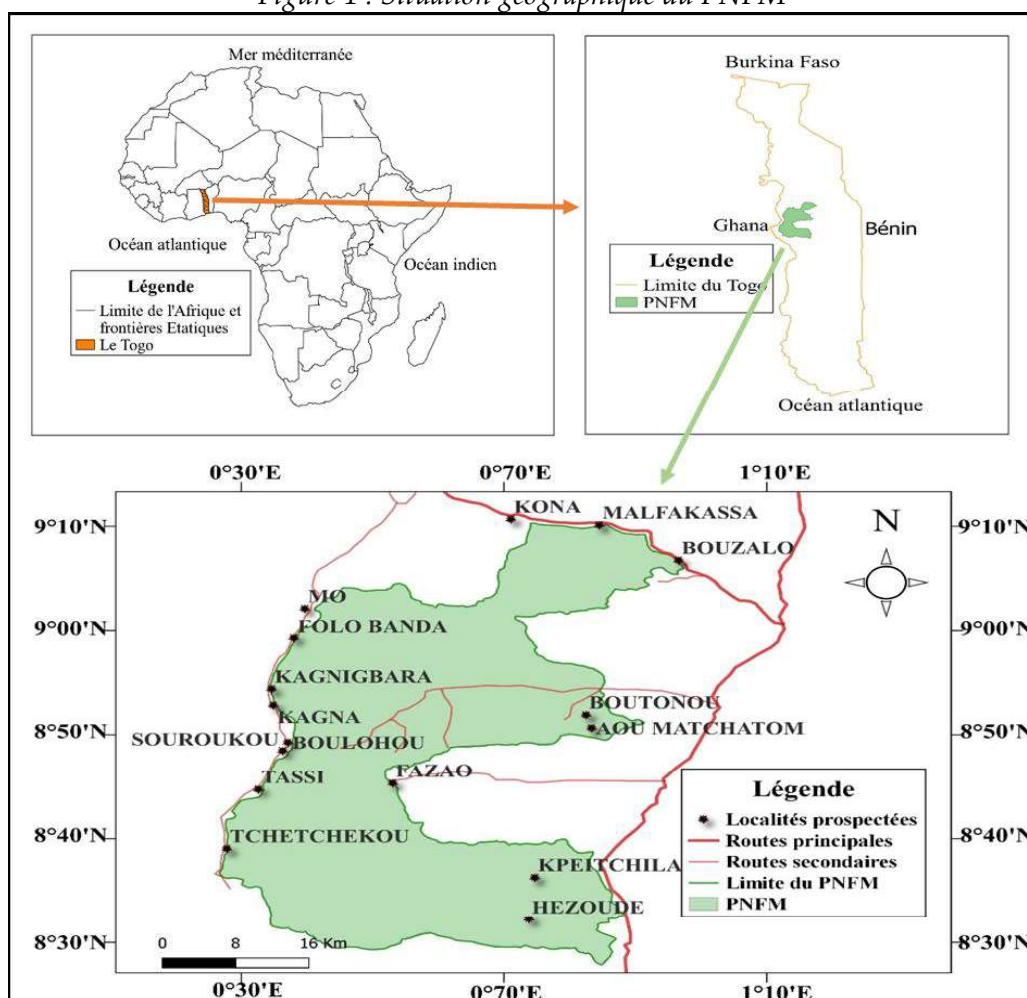 Figure 1 : Situation géographique du PNFM
Mer méditerranée
Océan atlantique
Océan indien
Légende
Limite de l'Afrique et
frontières Etatiques
Le Togo
Burkina Faso
Ghana
Bénin
Légende
Limite du Togo
PNFM
Océan atlantique
0°30'E
0°70'E
1°10'E
9°10'N
9°10'N
9°00'N
9°00'N
8°50'N
8°50'N
8°40'N
8°40'N
8°30'N
8°30'N
N
KONA
MALFAKASSA
BOUZALO
MO
FOLO BANDA
KAGNIGBARA
KAGNA
BOUTONOU
AOU MATCHATOM
SOUROUKOU
BOULOHOU
TASSI
FAZAO
TCHETCHEKOU
KPEITCHILA
HEZOUDE
Légende
Localités prospectées
Routes principales
Routes secondaires
Limite du PNFM
PNFM
0 8 16 Km
0°30'E
0°70'E
1°10'E